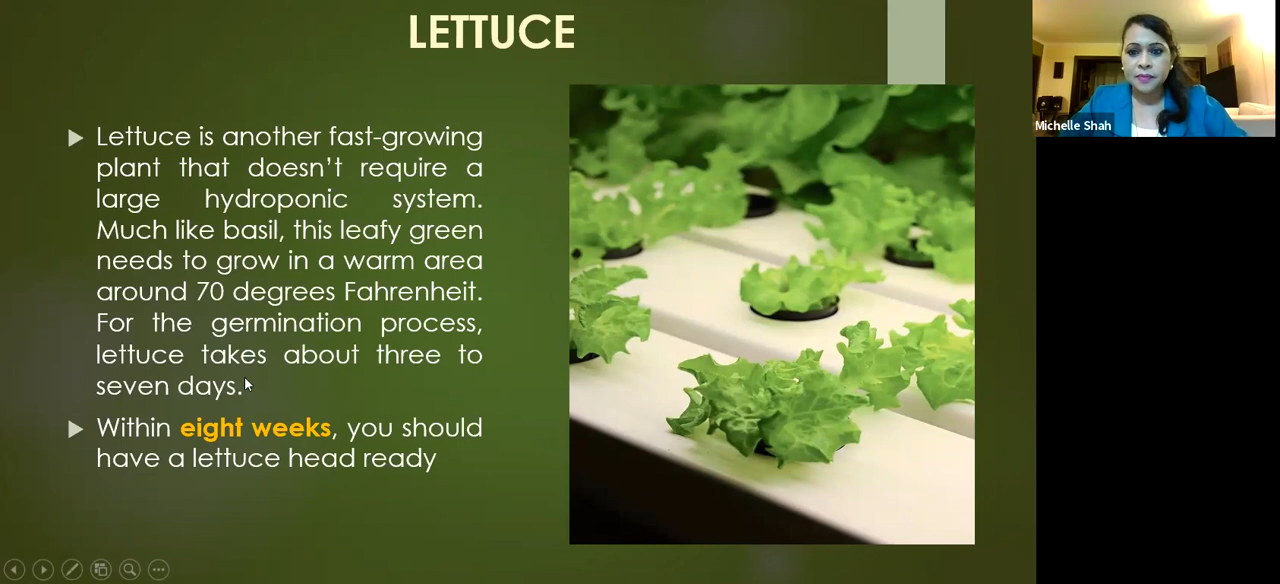 LETTUCE
Lettuce is another fast-growing
plant that doesn’t require a
large hydroponic system.
Much like basil, this leafy green
needs to grow in a warm area
around 70 degrees Fahrenheit.
For the germination process,
lettuce takes about three to
seven days.
Within eight weeks, you should
have a lettuce head ready
Michelle Shah